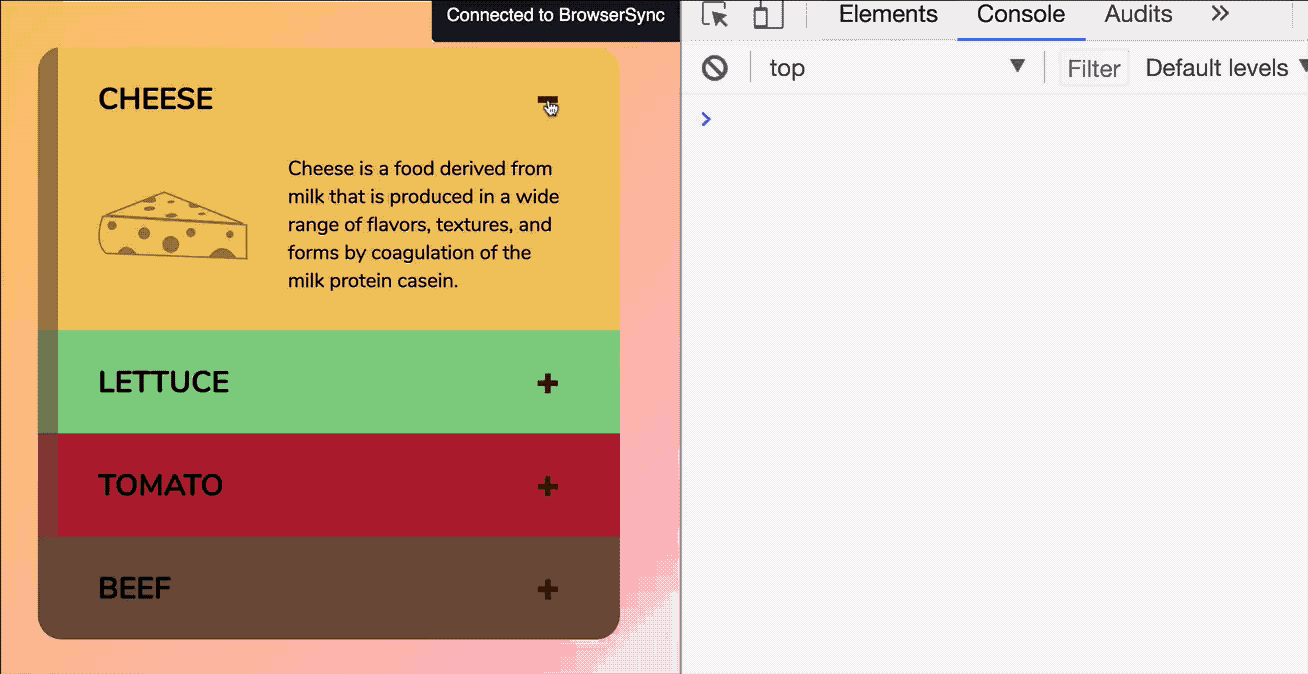 Connected to BrowserSync
Elements Console Audits »
top ▼ Filter Default levels ▼
>
CHEESE
Cheese is a food derived from
milk that is produced in a wide
range of flavors, textures, and
forms by coagulation of the
milk protein casein.
LETTUCE +
TOMATO +
BEEF +